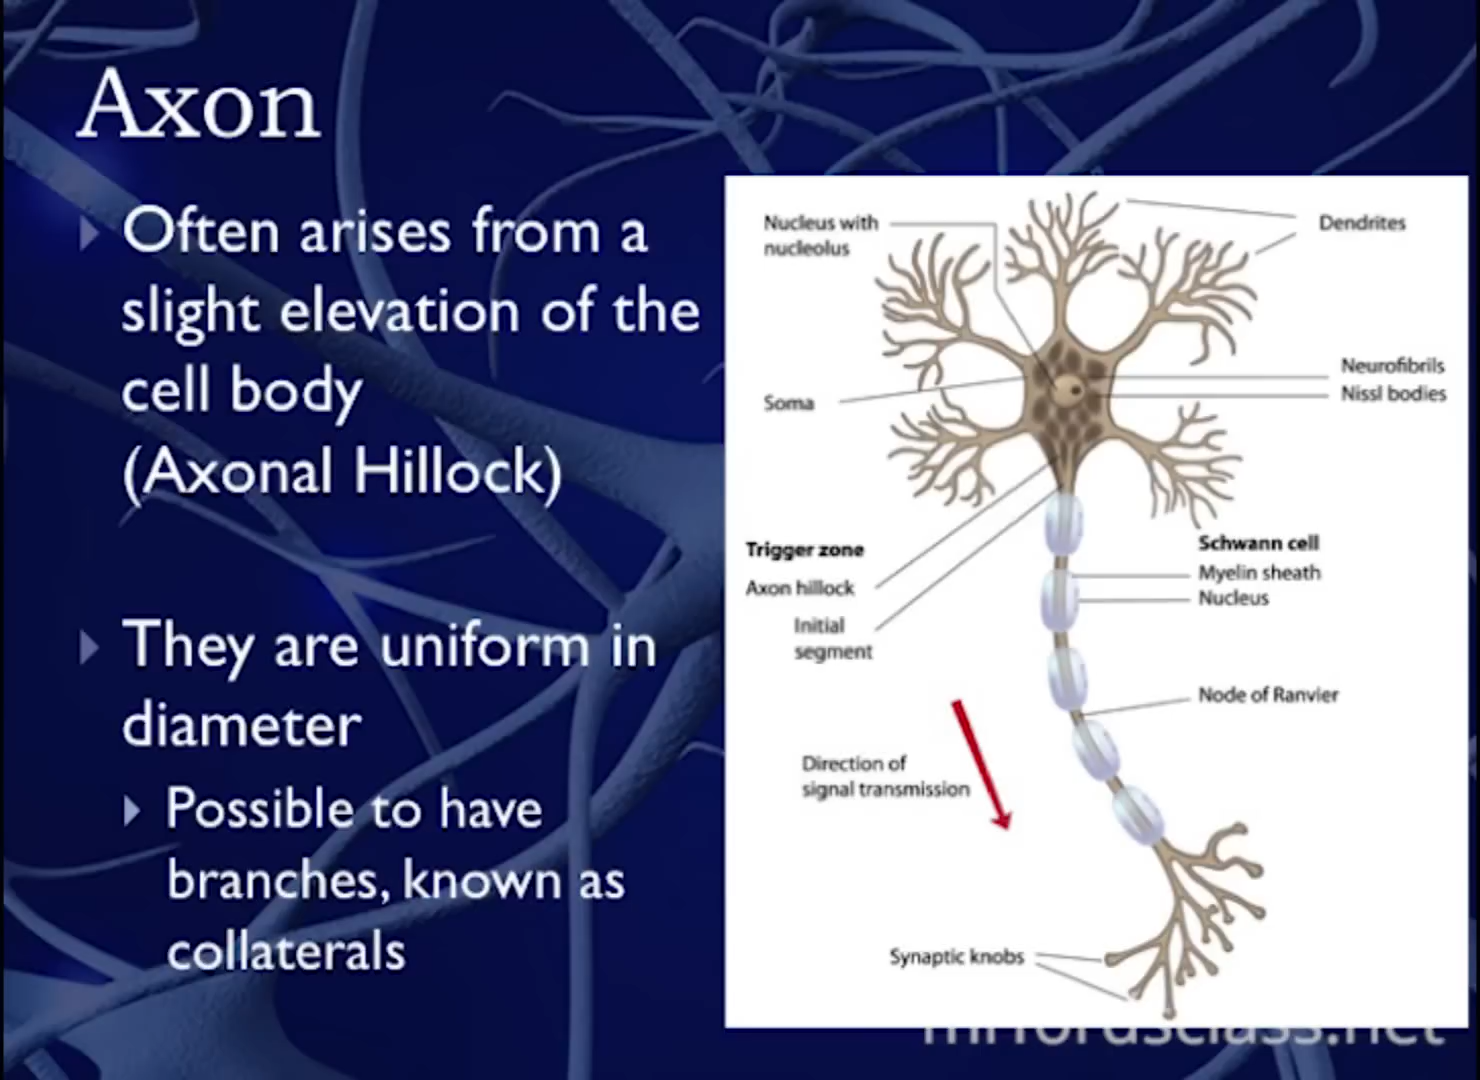 Axon
Often arises from a
slight elevation of the
cell body
(Axonal Hillock)
They are uniform in
diameter
Possible to have
branches, known as
collaterals
Nucleus with
nucleolus
Dendrites
Soma
Neurofibrils
Nissl bodies
Trigger zone
Axon hillock
Initial
segment
Schwann cell
Myelin sheath
Nucleus
Node of Ranvier
Direction of
signal transmission
Synaptic knobs